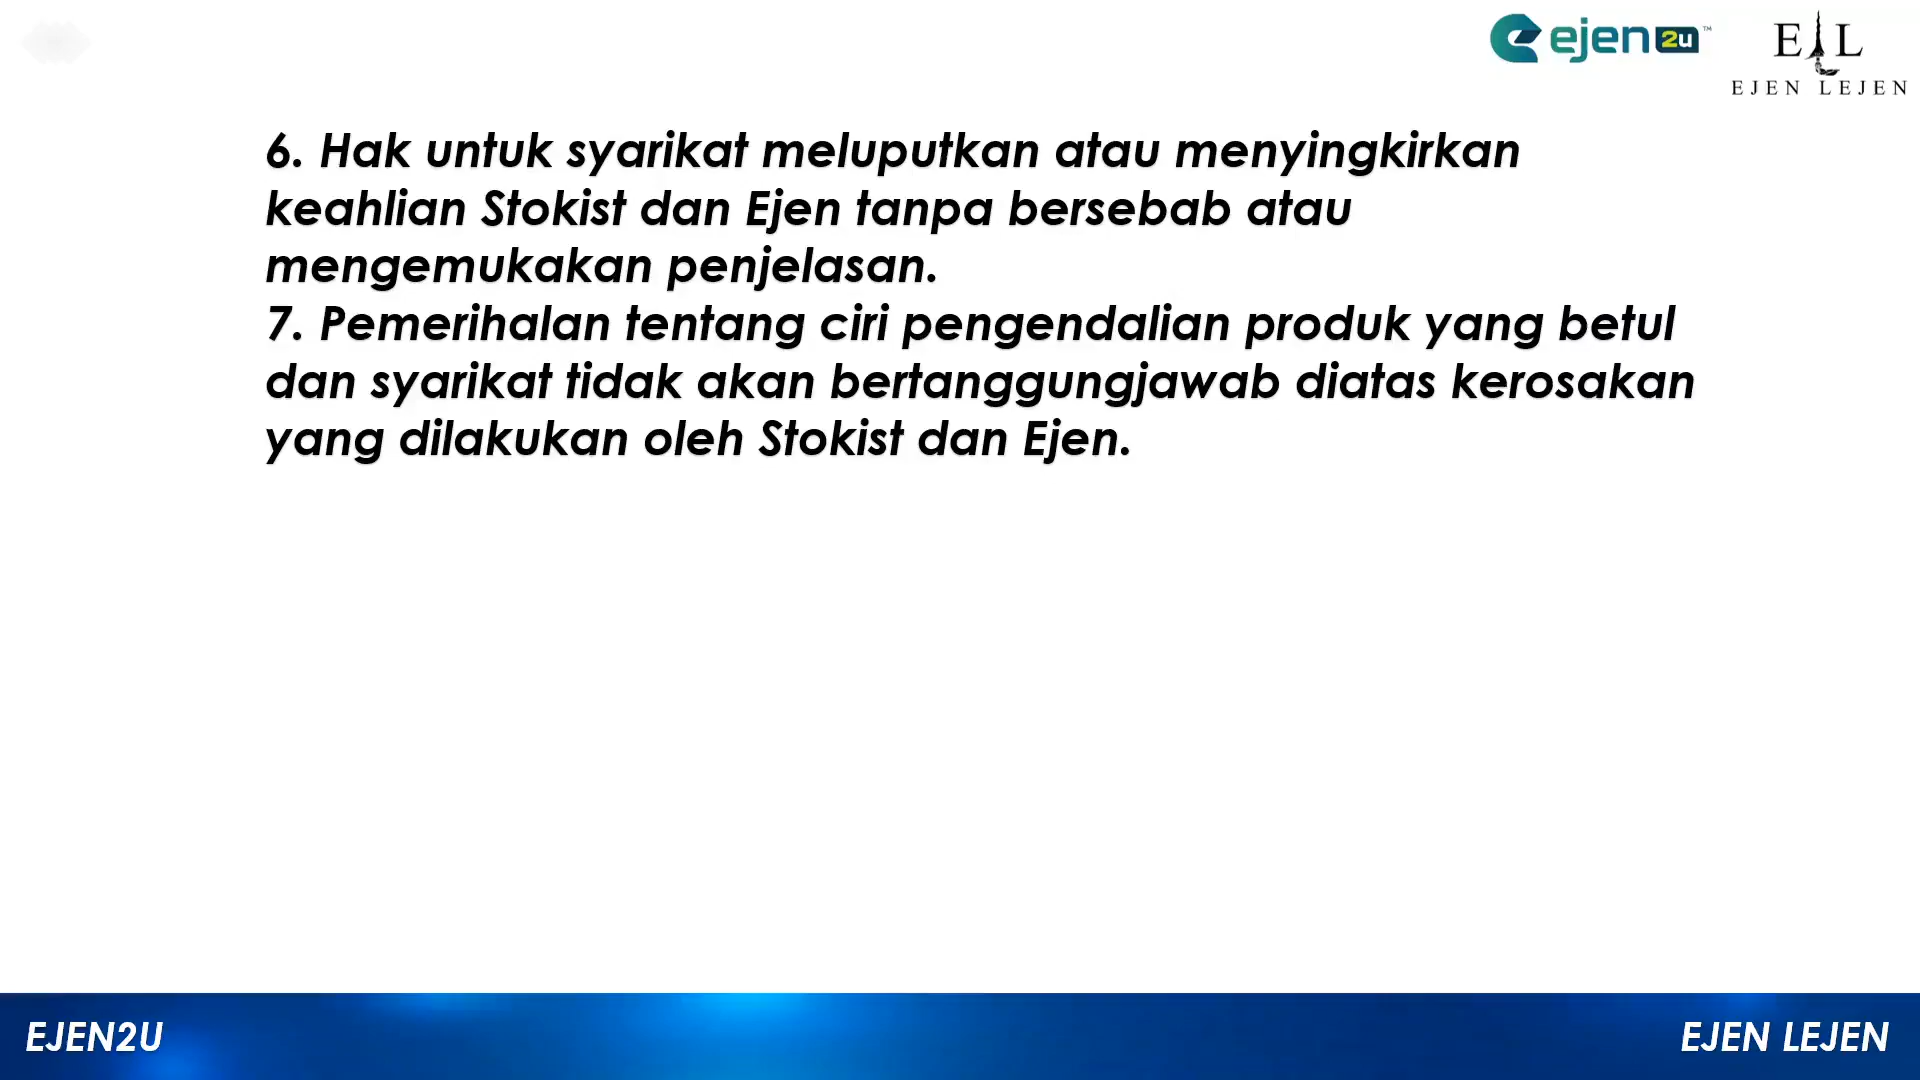 ejen2u™
E L
EJEN LEJEN
6. Hak untuk syarikat meluputkan atau menyingkirkan
keahlian Stokist dan Ejen tanpa bersebab atau
mengemukakan penjelasan.
7. Pemerihalan tentang ciri pengendalian produk yang betul
dan syarikat tidak akan bertanggungjawab diatas kerosakan
yang dilakukan oleh Stokist dan Ejen.
EJEN2U
EJEN LEJEN